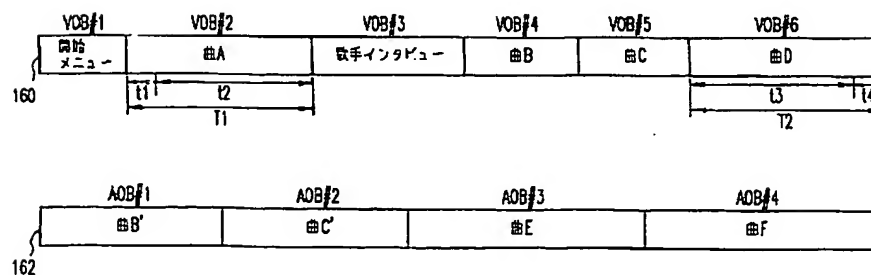 VOB#1 VOB#2 VOB#3 VOB#4 VOB#5 VOB#6
開始
メニュー
曲A 歌手インタビュー 曲B 曲C 曲D
160
t1 t2 t3 t4
T1 T2
AOB#1 AOB#2 AOB#3 AOB#4
曲B' 曲C' 曲E 曲F
162